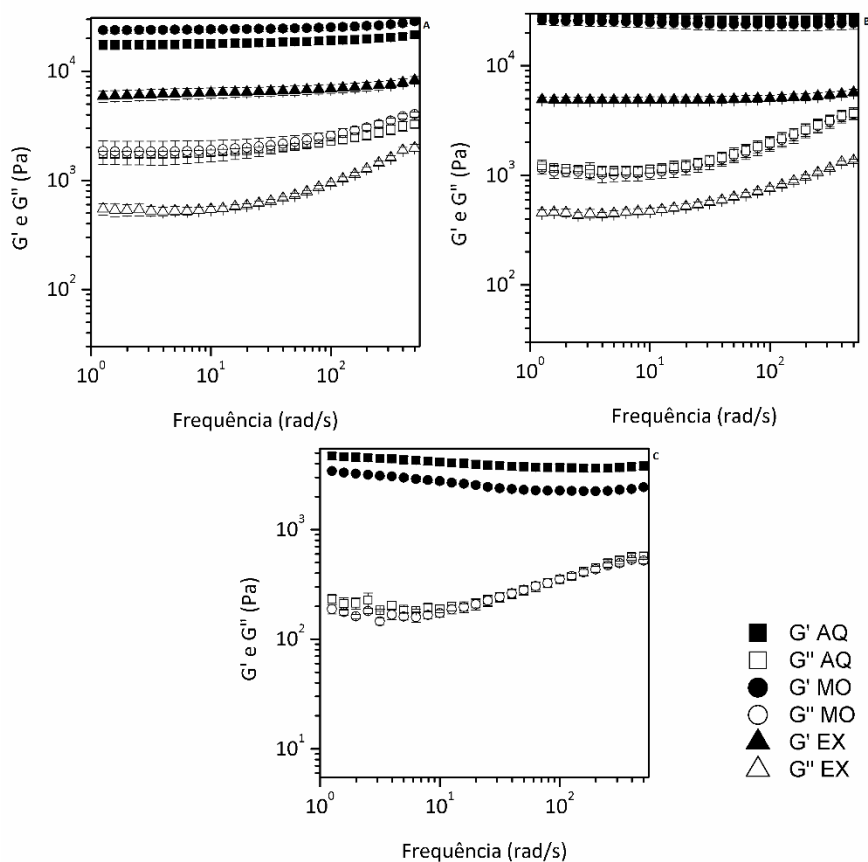 A
10⁴
10³
10²
G' e G'' (Pa)
10⁰ 10¹ 10²
Frequência (rad/s)
B
10⁴
10³
10²
G' e G'' (Pa)
10⁰ 10¹ 10²
Frequência (rad/s)
C
10³
10²
10¹
G' e G'' (Pa)
10⁰ 10¹ 10²
Frequência (rad/s)
G' AQ
G'' AQ
G' MO
G'' MO
G' EX
G'' EX